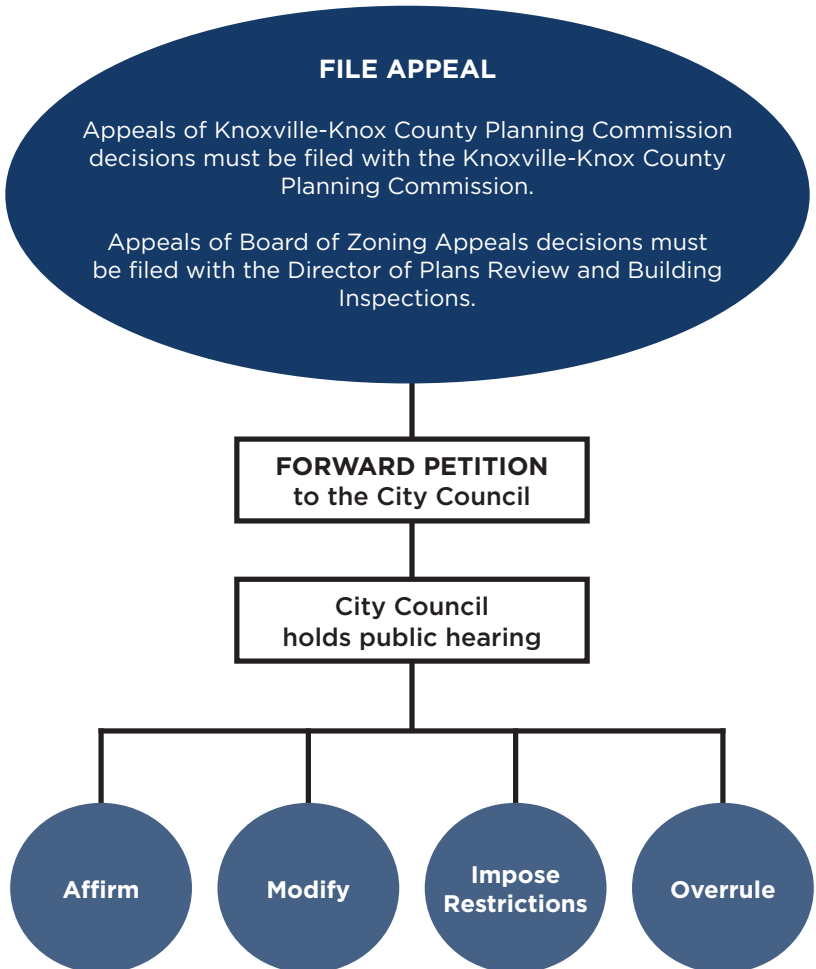 FILE APPEAL
Appeals of Knoxville-Knox County Planning Commission
decisions must be filed with the Knoxville-Knox County
Planning Commission.
Appeals of Board of Zoning Appeals decisions must
be filed with the Director of Plans Review and Building
Inspections.
FORWARD PETITION
to the City Council
City Council
holds public hearing
Affirm
Modify
Impose
Restrictions
Overrule